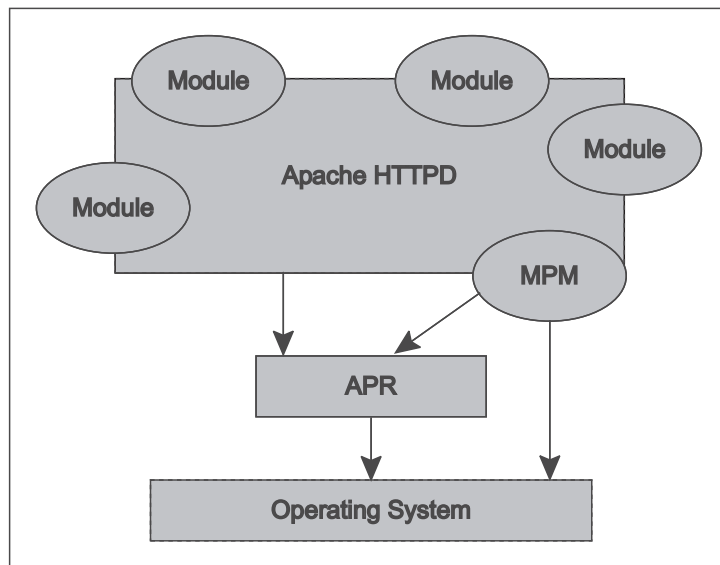 Module
Module
Module
Apache HTTPD
Module
MPM
APR
Operating System